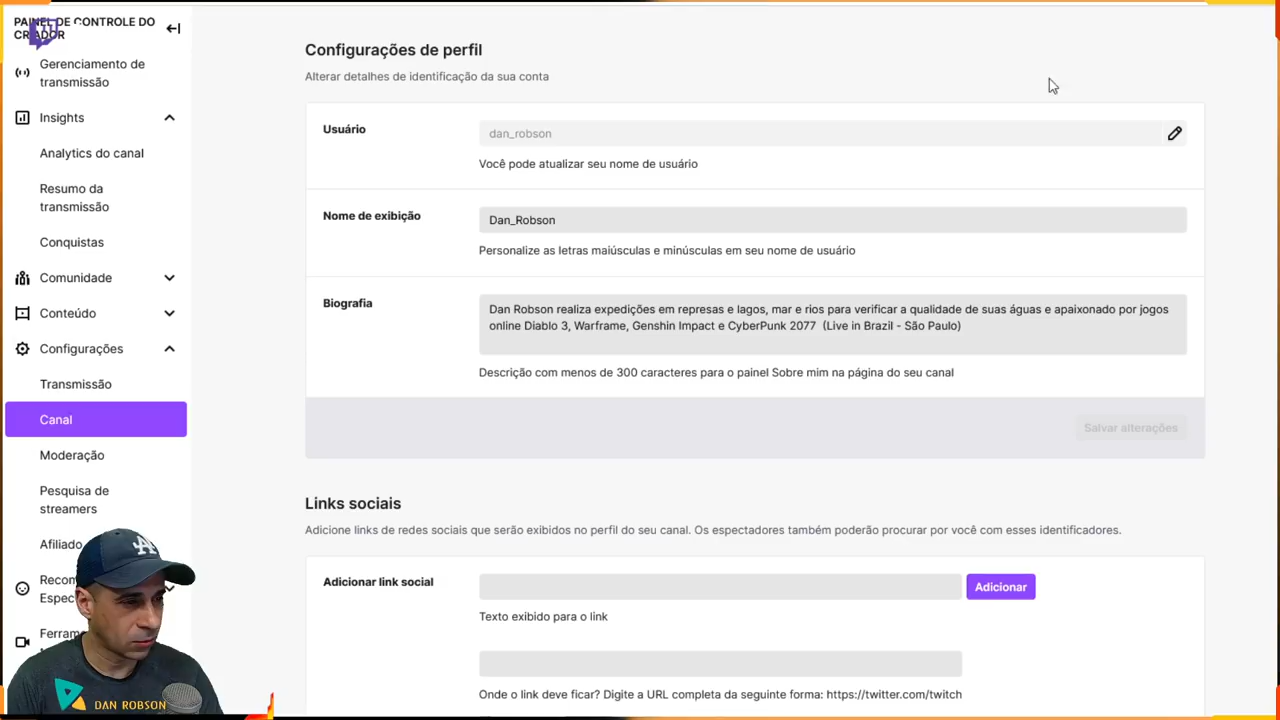 PAINEL DE CONTROLE DO
CRIADOR
Gerenciamento de
transmissão
Insights
Analytics do canal
Resumo da
transmissão
Conquistas
Comunidade
Conteúdo
Configurações
Transmissão
Canal
Moderação
Pesquisa de
streamers
Afiliado
Configurações de perfil
Alterar detalhes de identificação da sua conta
Usuário
dan_robson
Você pode atualizar seu nome de usuário
Nome de exibição
Dan_Robson
Personalize as letras maiúsculas e minúsculas em seu nome de usuário
Biografia
Dan Robson realiza expedições em represas e lagos, mar e rios para verificar a qualidade de suas águas e apaixonado por jogos
online Diablo 3, Warframe, Genshin Impact e CyberPunk 2077 (Live in Brazil - São Paulo)
Descrição com menos de 300 caracteres para o painel Sobre mim na página do seu canal
Salvar alterações
Links sociais
Adicione links de redes sociais que serão exibidos no perfil do seu canal. Os espectadores também poderão procurar por você com esses identificadores.
Adicionar link social
Adicionar
Texto exibido para o link
Onde o link deve ficar? Digite a URL completa da seguinte forma: https://twitter.com/twitch
LA
DAN ROBSON